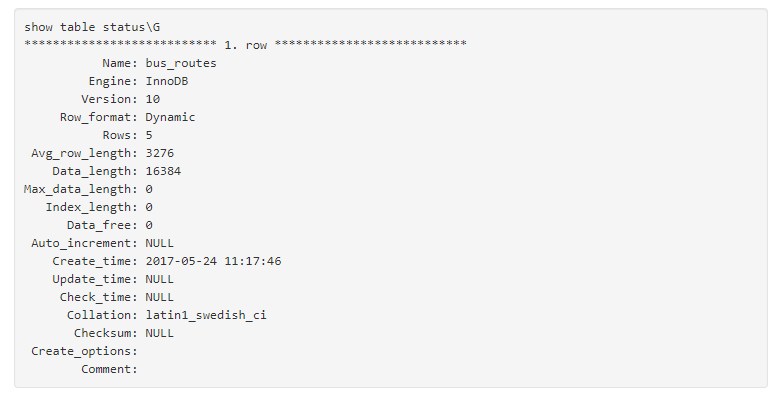 show table status\G
*************************** 1. row ***************************
Name: bus_routes
Engine: InnoDB
Version: 10
Row_format: Dynamic
Rows: 5
Avg_row_length: 3276
Data_length: 16384
Max_data_length: 0
Index_length: 0
Data_free: 0
Auto_increment: NULL
Create_time: 2017-05-24 11:17:46
Update_time: NULL
Check_time: NULL
Collation: latin1_swedish_ci
Checksum: NULL
Create_options:
Comment: